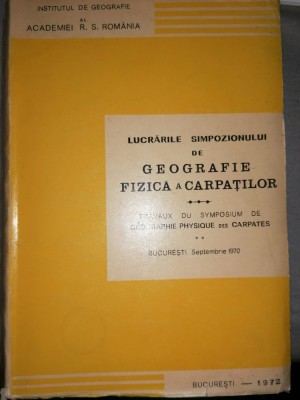 INSTITUTUL DE GEOGRAFIE
AL
ACADEMIEI R. S. ROMÂNIA
LUCRĂRILE SIMPOZIONULUI
DE
GEOGRAFIE
FIZICA A CARPAȚILOR
TRAVAUX DU SYMPOSIUM DE
GÉOGRAPHIE PHYSIQUE DES CARPATES
BUCUREȘTI Septembrie 1970
BUCUREȘTI — 1972